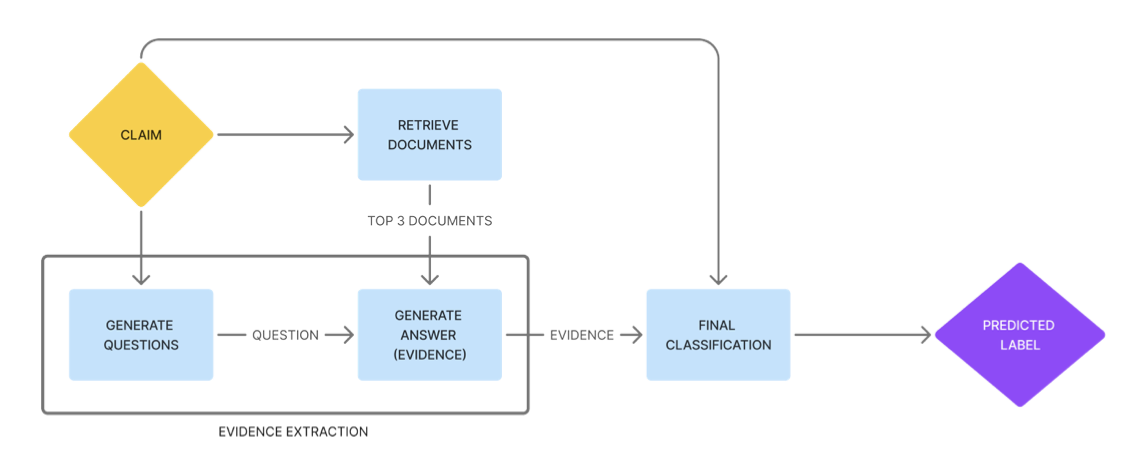 CLAIM
RETRIEVE
DOCUMENTS
TOP 3 DOCUMENTS
GENERATE
QUESTIONS
QUESTION
GENERATE
ANSWER
(EVIDENCE)
EVIDENCE
FINAL
CLASSIFICATION
PREDICTED
LABEL
EVIDENCE EXTRACTION